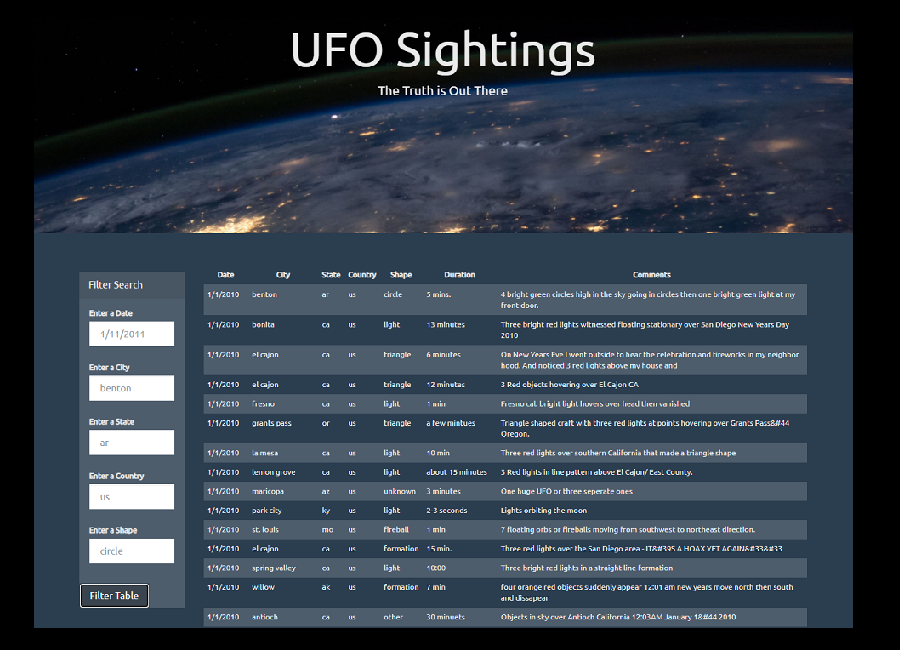 UFO Sightings
The Truth is Out There
Filter Search
Enter a Date
1/11/2011
Enter a City
benton
Enter a State
ar
Enter a Country
us
Enter a Shape
circle
Filter Table
Date City State Country Shape Duration Comments
1/1/2010 benton ar us circle 5 mins. 4 bright green circles high in the sky going in circles then one bright green light at my
front door.
1/1/2010 bonita ca us light 13 minutes Three bright red lights witnessed floating stationary over San Diego New Years Day
2010
1/1/2010 el cajon ca us triangle 6 minutes On New Years Eve I went outside to hear the celebration and fireworks in my neighbor
hood. And noticed 3 red lights above my house and
1/1/2010 el cajon ca us triangle 12 minutes 3 Red objects hovering over El Cajon CA
1/1/2010 fresno ca us light 1 min Fresno cal. bright light hovers over head then vanished
1/1/2010 grants pass or us triangle a few mintues Triangle shaped craft with three red lights at points hovering over Grants Pass&#44
Oregon.
1/1/2010 la mesa ca us light 10 min Three red lights over southern California that made a triangle shape
1/1/2010 lemon grove ca us light about 15 minutes 3 Red lights in line pattern above El Cajon/ East County.
1/1/2010 maricopa az us unknown 3 minutes One huge UFO or three seperate ones
1/1/2010 park city ky us light 2-3 seconds Lights orbiting the moon
1/1/2010 st. louis mo us fireball 1 min 7 floating orbs or fireballs moving from southwest to northeast direction.
1/1/2010 el cajon ca us formation 15 min. Three red lights over the San Diego area - IT&#39S A HOAX YET AGAIN&#33&#33
1/1/2010 spring valley ca us light 10:00 Three bright red lights in a straight line formation
1/1/2010 willow ak us formation 7 min four orange red objects suddenly appear 12:01 am new years move north then south
and dissepear
1/1/2010 antioch ca us other 30 minuets Objects in sky over Antioch California 12:03AM January 1&#44 2010